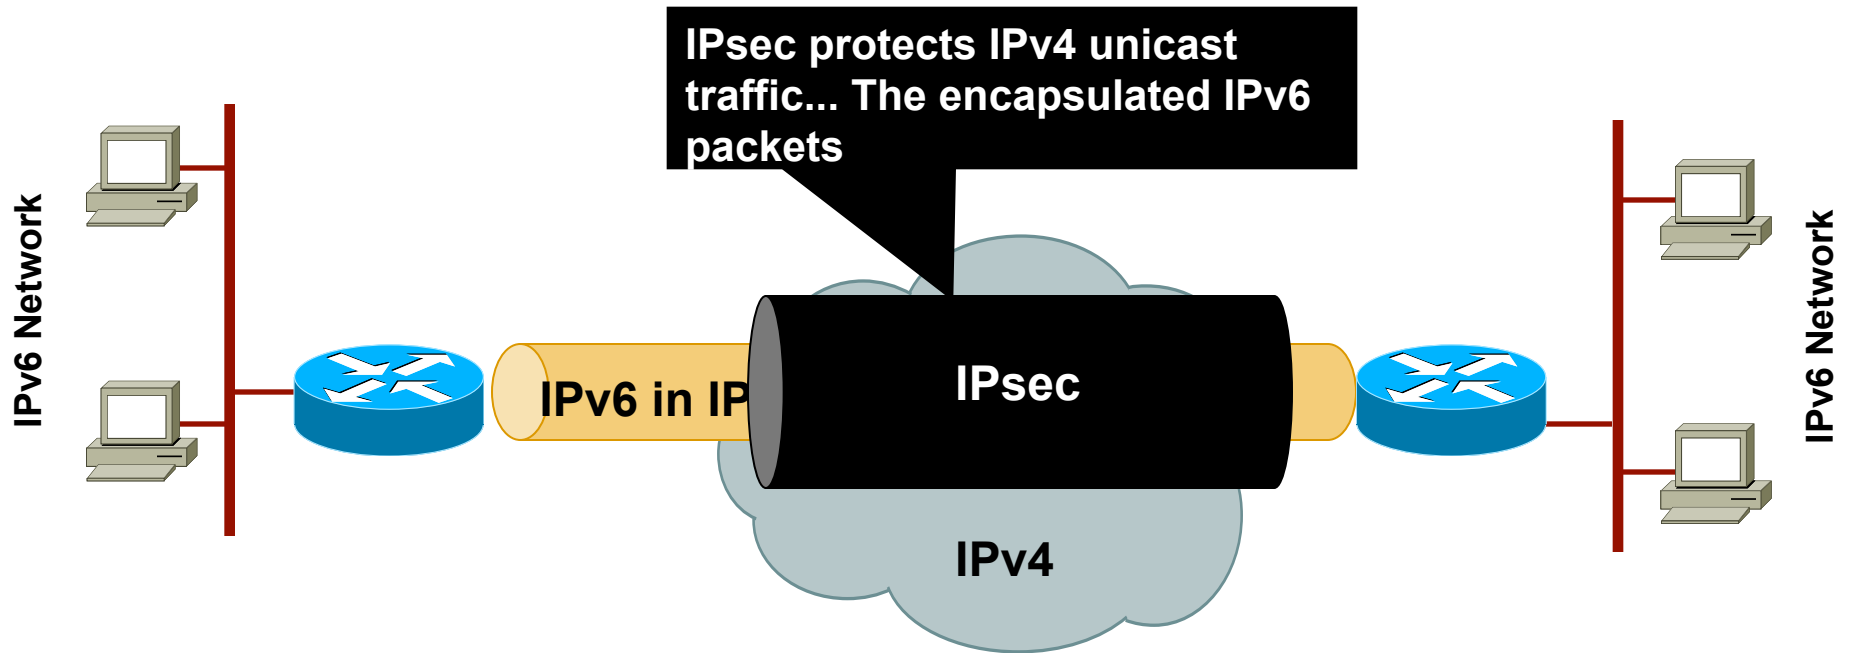 IPsec protects IPv4 unicast
traffic... The encapsulated IPv6
packets
IPv6 Network
IPv6 in IP
IPsec
IPv4
IPv6 Network